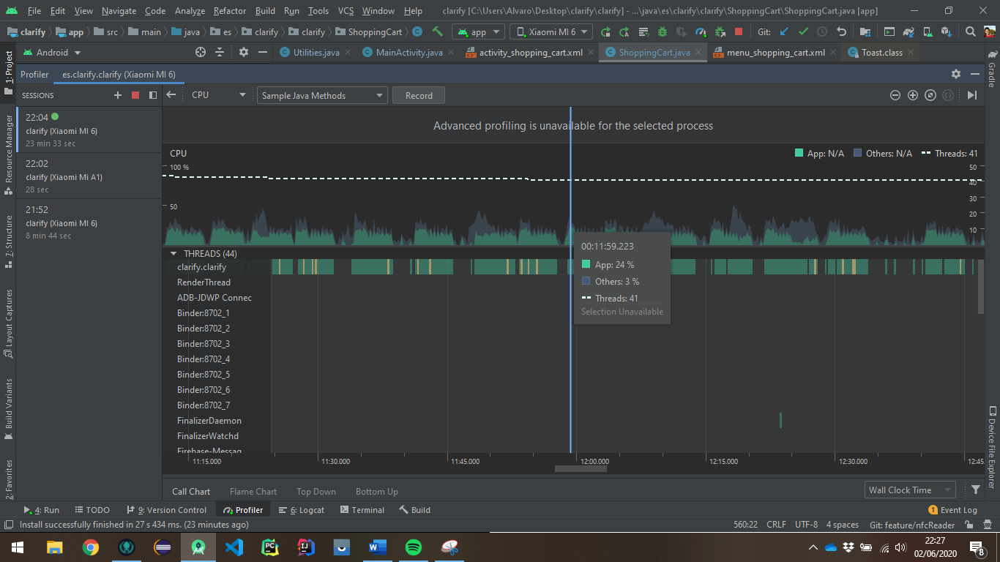 File Edit View Navigate Code Analyze Refactor Build Run Tools VCS Window Help clarify [C:\Users\Alvaro\Desktop\clarify\clarify] - ...\java\es\clarify\clarify\ShoppingCart\ShoppingCart.java [app]
clarify app src main java es clarify clarify ShoppingCart app Xiaomi MI 6 Git:
Android Utilities.java MainActivity.java activity_shopping_cart.xml ShoppingCart.java menu_shopping_cart.xml Toast.class
1: Project
Resource Manager
7: Structure
Layout Captures
Build Variants
2: Favorites
Gradle
Device File Explorer
Profiler es.clarify.clarify (Xiaomi MI 6)
SESSIONS CPU Sample Java Methods Record
22:04
clarify (Xiaomi MI 6)
23 min 33 sec
22:02
clarify (Xiaomi Mi A1)
28 sec
21:52
clarify (Xiaomi MI 6)
8 min 44 sec
Advanced profiling is unavailable for the selected process
CPU App: N/A Others: N/A Threads: 41
100 % 50
40
30
50 20
10
00:11:59.223
App: 24 %
Others: 3 %
Threads: 41
Selection Unavailable
THREADS (44)
clarify.clarify
RenderThread
ADB-JDWP Connec
Binder:8702_1
Binder:8702_2
Binder:8702_3
Binder:8702_4
Binder:8702_5
Binder:8702_6
Binder:8702_7
FinalizerDaemon
FinalizerWatchd
Firebase-Messag
11:15.000 11:30.000 11:45.000 12:00.000 12:15.000 12:30.000 12:45.
Call Chart Flame Chart Top Down Bottom Up Wall Clock Time
4: Run TODO 9: Version Control Profiler 6: Logcat Terminal Build 1 Event Log
Install successfully finished in 27 s 434 ms. (23 minutes ago) 560:22 CRLF UTF-8 4 spaces Git: feature/nfcReader
PC IJ W 22:27
02/06/2020 8